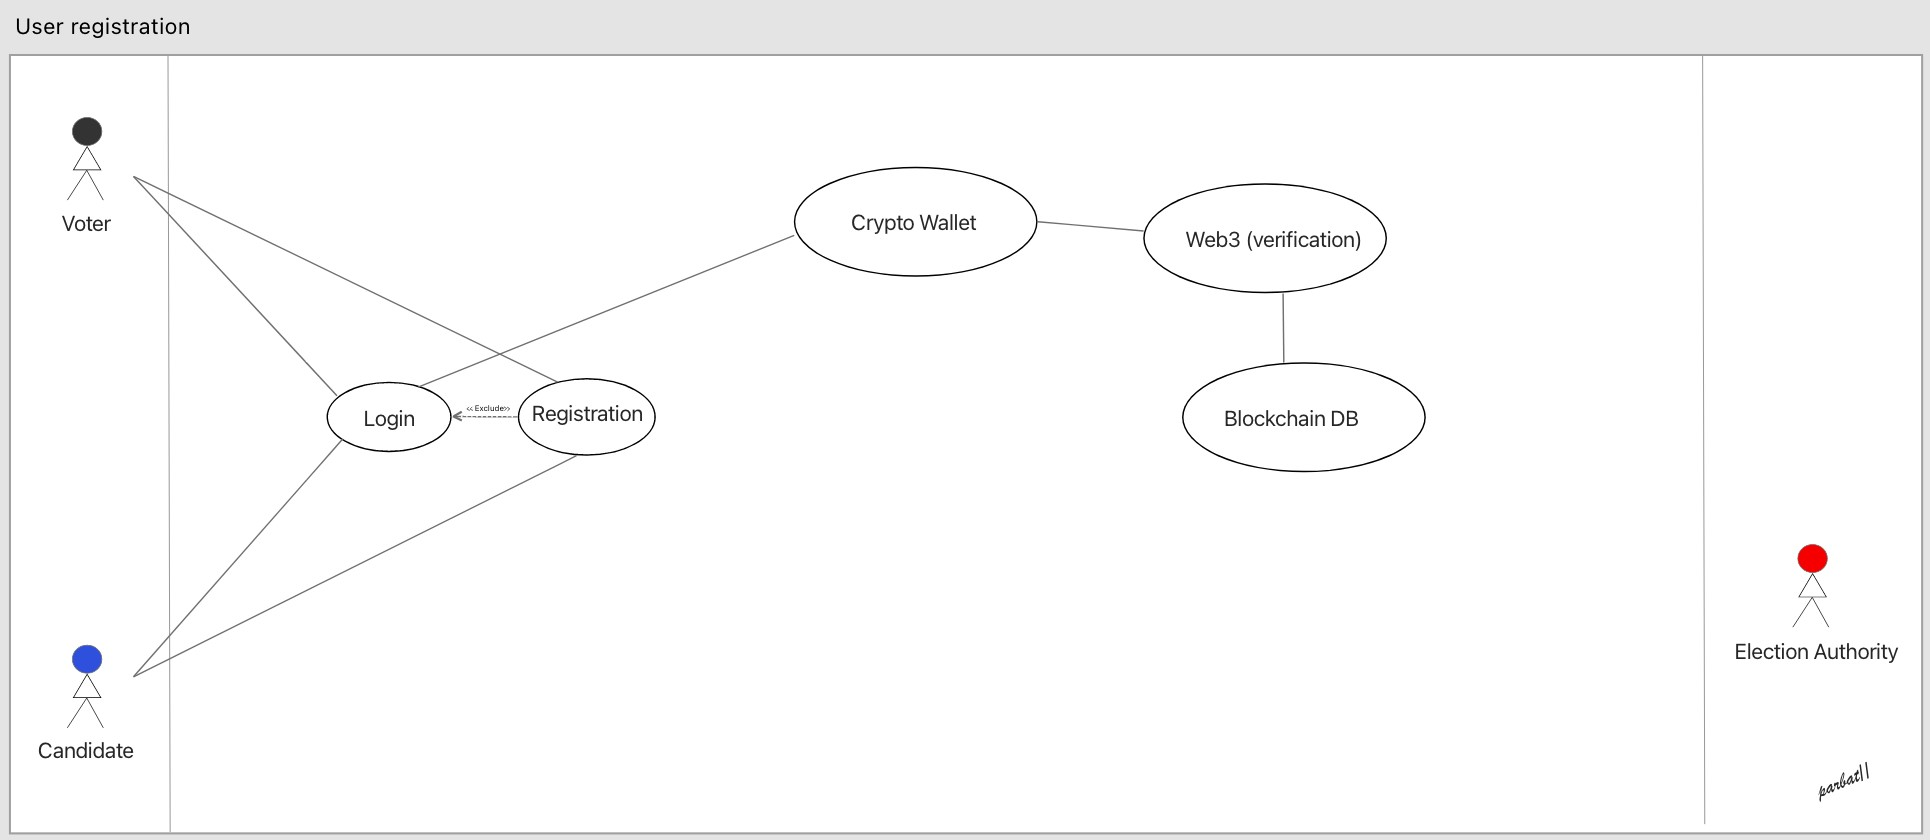 User registration
Voter
Crypto Wallet
Web3 (verification)
Login
<< Exclude>>
Registration
Blockchain DB
Election Authority
Candidate
parbat||